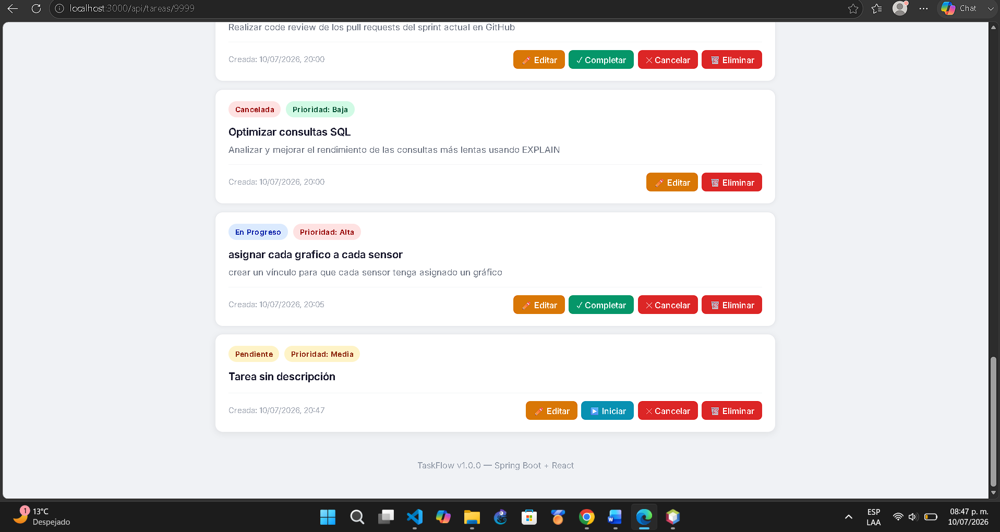 localhost:3000/api/tareas/9999
Chat
Realizar code review de los pull requests del sprint actual en GitHub
Creada: 10/07/2026, 20:00
Editar
✓ Completar
× Cancelar
Eliminar
Cancelada
Prioridad: Baja
Optimizar consultas SQL
Analizar y mejorar el rendimiento de las consultas más lentas usando EXPLAIN
Creada: 10/07/2026, 20:00
Editar
Eliminar
En Progreso
Prioridad: Alta
asignar cada grafico a cada sensor
crear un vínculo para que cada sensor tenga asignado un gráfico
Creada: 10/07/2026, 20:05
Editar
✓ Completar
× Cancelar
Eliminar
Pendiente
Prioridad: Media
Tarea sin descripción
Creada: 10/07/2026, 20:47
Editar
Iniciar
× Cancelar
Eliminar
TaskFlow v1.0.0 — Spring Boot + React
1
13°C
Despejado
W
ESP
LAA
08:47 p. m.
10/07/2026